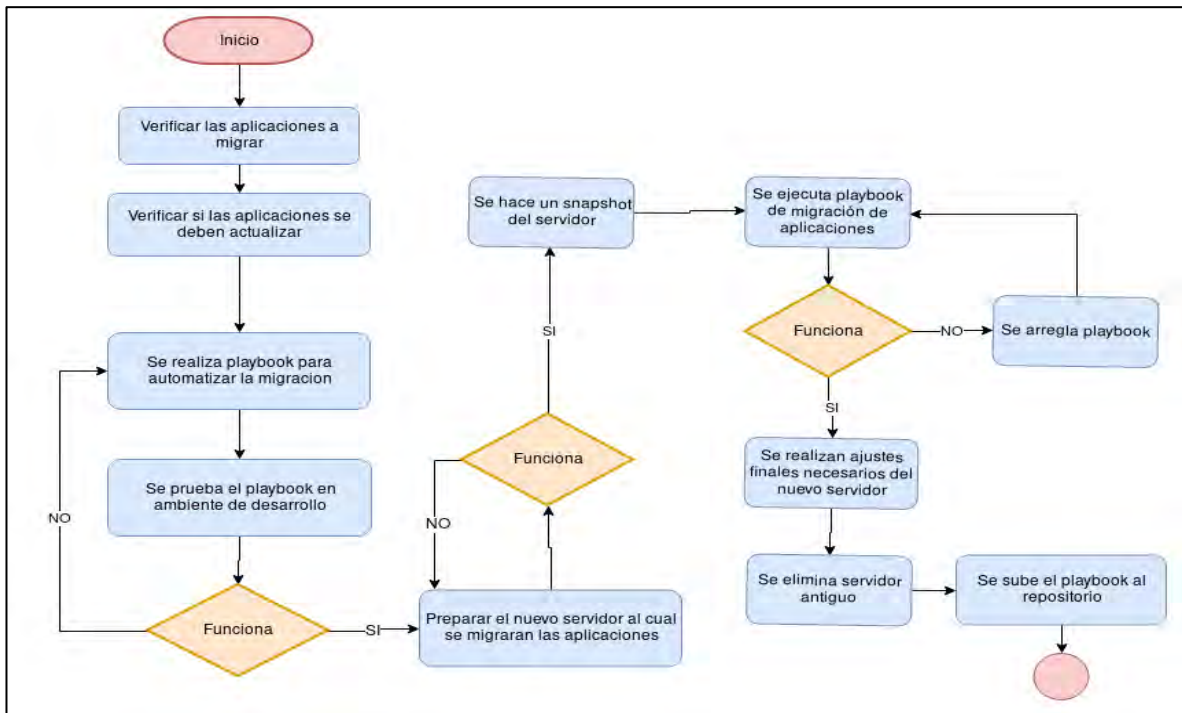 Inicio
Verificar las aplicaciones a
migrar
Verificar si las aplicaciones se
deben actualizar
Se realiza playbook para
automatizar la migracion
Se prueba el playbook en
ambiente de desarrollo
NO
Funciona
SI
Preparar el nuevo servidor al cual
se migraran las aplicaciones
NO
Funciona
SI
Se hace un snapshot
del servidor
Se ejecuta playbook
de migración de
aplicaciones
Funciona
NO
Se arregla playbook
SI
Se realizan ajustes
finales necesarios del
nuevo servidor
Se elimina servidor
antiguo
Se sube el playbook al
repositorio